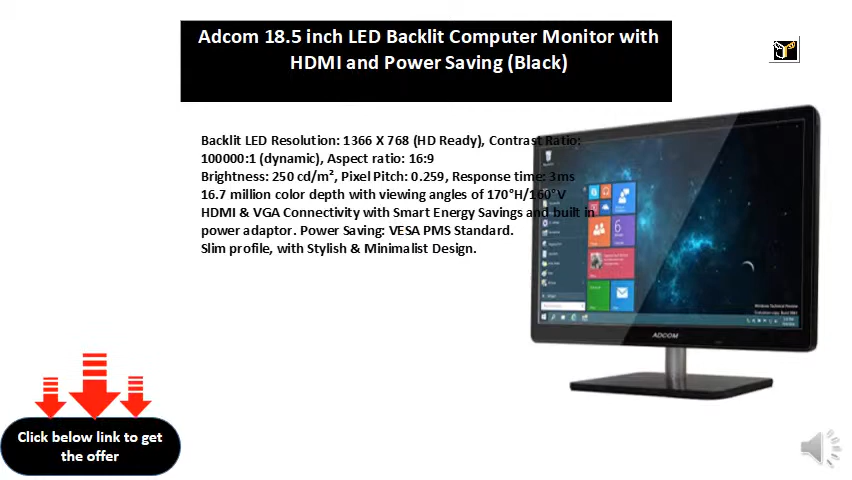 Adcom 18.5 inch LED Backlit Computer Monitor with
HDMI and Power Saving (Black)
Backlit LED Resolution: 1366 X 768 (HD Ready), Contrast Ratio:
100000:1 (dynamic), Aspect ratio: 16:9
Brightness: 250 cd/m², Pixel Pitch: 0.259, Response time: 3ms
16.7 million color depth with viewing angles of 170°H/160°V
HDMI & VGA Connectivity with Smart Energy Savings and built in
power adaptor. Power Saving: VESA PMS Standard.
Slim profile, with Stylish & Minimalist Design.
6
Windows Technical Preview
ADCOM
Click below link to get
the offer